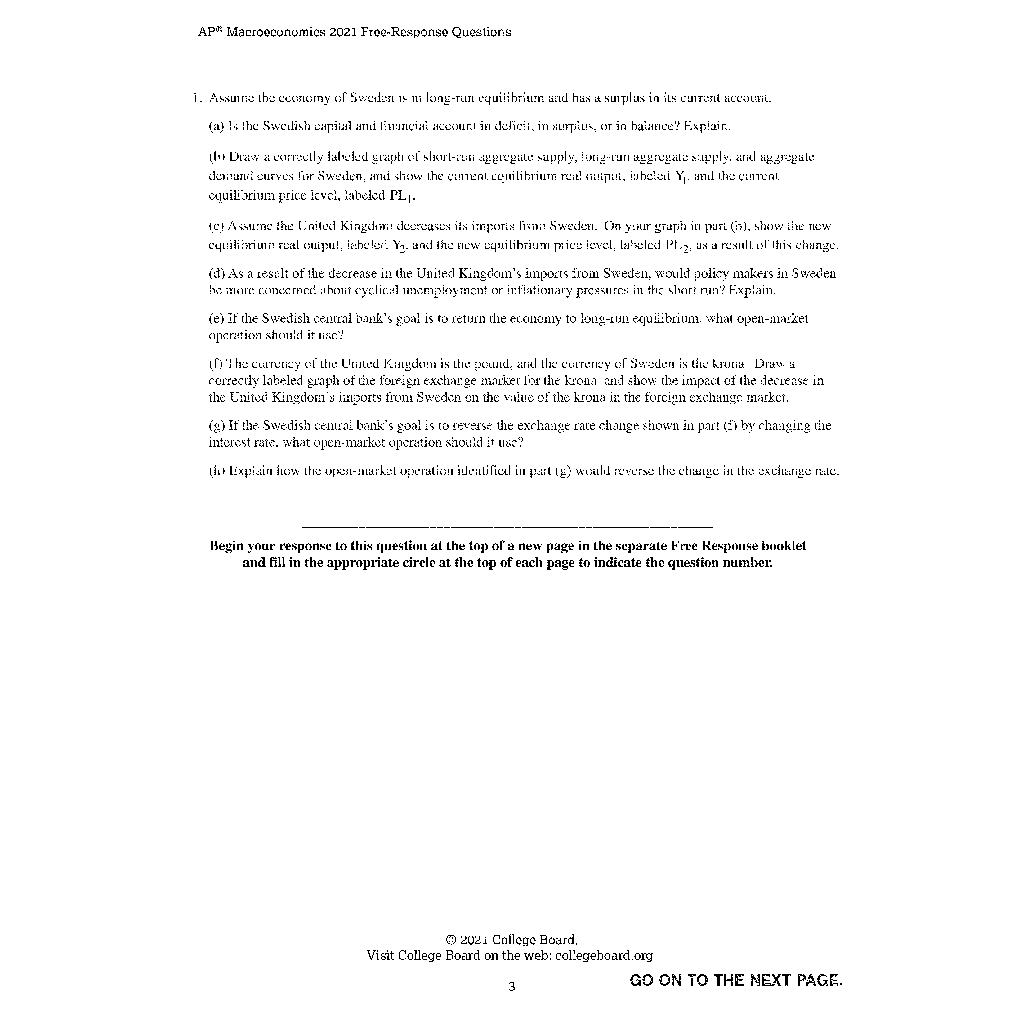 AP® Macroeconomics 2021 Free-Response Questions
1. Assume the economy of Sweden is in long-run equilibrium and has a surplus in its current account.
(a) Is the Swedish capital and financial account in deficit, in surplus, or in balance? Explain.
(b) Draw a correctly labeled graph of short-run aggregate supply, long-run aggregate supply, and aggregate
demand curves for Sweden, and show the current equilibrium real output, labeled Y₁, and the current
equilibrium price level, labeled PL₁.
(c) Assume the United Kingdom decreases its imports from Sweden. On your graph in part (b), show the new
equilibrium real output, labeled Y₂, and the new equilibrium price level, labeled PL₂, as a result of this change.
(d) As a result of the decrease in the United Kingdom's imports from Sweden, would policy makers in Sweden
be more concerned about cyclical unemployment or inflationary pressures in the short run? Explain.
(e) If the Swedish central bank's goal is to return the economy to long-run equilibrium, what open-market
operation should it use?
(f) The currency of the United Kingdom is the pound, and the currency of Sweden is the krona. Draw a
correctly labeled graph of the foreign exchange market for the krona, and show the impact of the decrease in
the United Kingdom's imports from Sweden on the value of the krona in the foreign exchange market.
(g) If the Swedish central bank's goal is to reverse the exchange rate change shown in part (f) by changing the
interest rate, what open-market operation should it use?
(h) Explain how the open-market operation identified in part (g) would reverse the change in the exchange rate.
Begin your response to this question at the top of a new page in the separate Free Response booklet
and fill in the appropriate circle at the top of each page to indicate the question number.
© 2021 College Board.
Visit College Board on the web: collegeboard.org
GO ON TO THE NEXT PAGE.
3